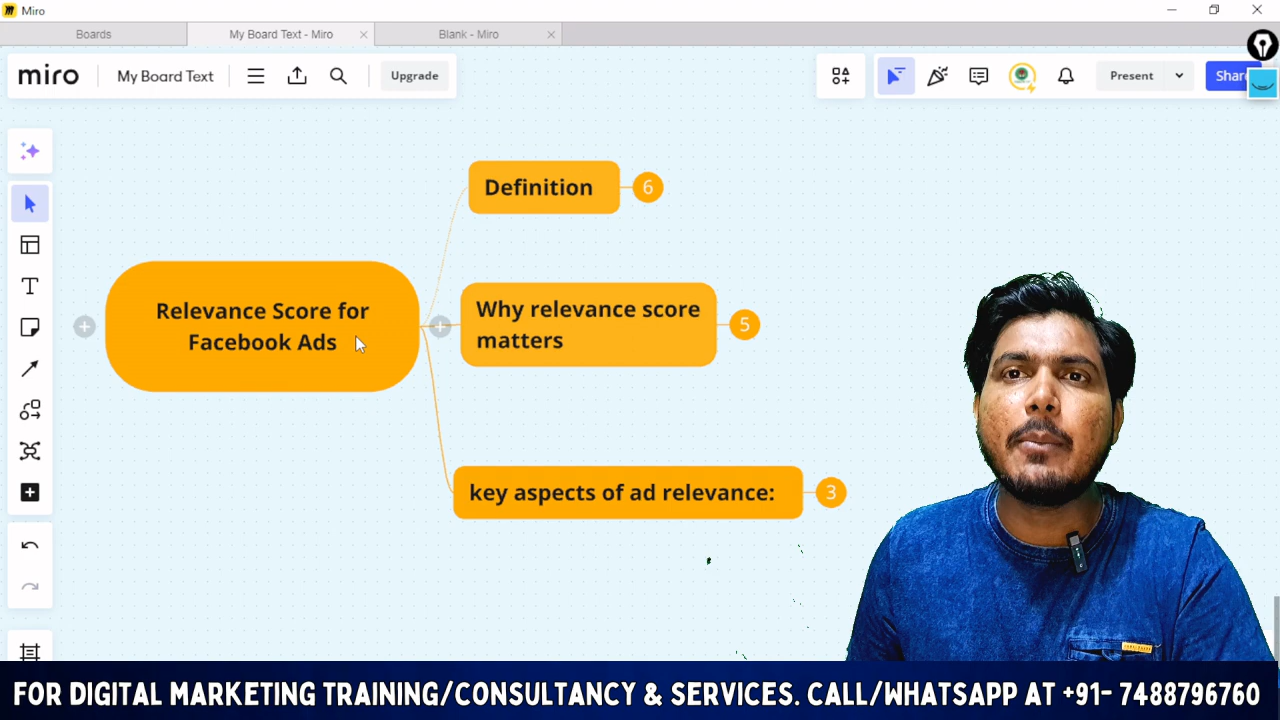 Miro
Boards
My Board Text - Miro
Blank - Miro
miro
My Board Text
Upgrade
Present
Share
Definition
6
Relevance Score for
Facebook Ads
Why relevance score
matters
5
key aspects of ad relevance:
3
FOR DIGITAL MARKETING TRAINING/CONSULTANCY & SERVICES. CALL/WHATSAPP AT +91- 7488796760